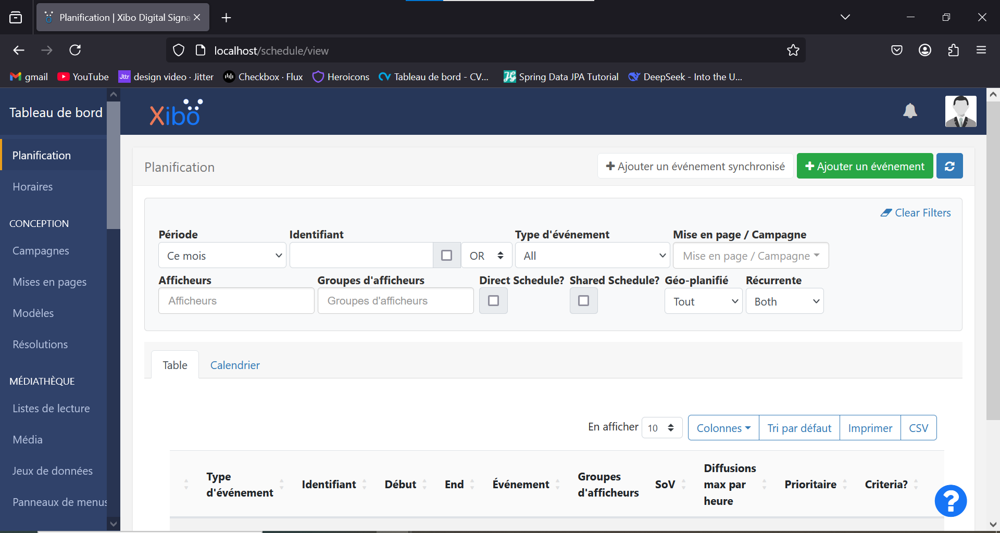 Planification | Xibo Digital Signa
localhost/schedule/view
gmail
YouTube
Jttr
design video · Jitter
Checkbox · Flux
Heroicons
Tableau de bord - CV...
Spring Data JPA Tutorial
DeepSeek - Into the U...
Tableau de bord
Xibo
Planification
Horaires
CONCEPTION
Campagnes
Mises en pages
Modèles
Résolutions
MÉDIATHÈQUE
Listes de lecture
Média
Jeux de données
Panneaux de menus
Planification
Ajouter un événement synchronisé
Ajouter un événement
Clear Filters
Période
Identifiant
Type d'événement
Mise en page / Campagne
Ce mois
OR
All
Mise en page / Campagne
Afficheurs
Groupes d'afficheurs
Direct Schedule?
Shared Schedule?
Géo-planifié
Récurrente
Afficheurs
Groupes d'afficheurs
Tout
Both
Table
Calendrier
En afficher
10
Colonnes
Tri par défaut
Imprimer
CSV
Type
d'événement
Identifiant
Début
End
Événement
Groupes
d'afficheurs
SoV
Diffusions
max par
heure
Prioritaire
Criteria?
?